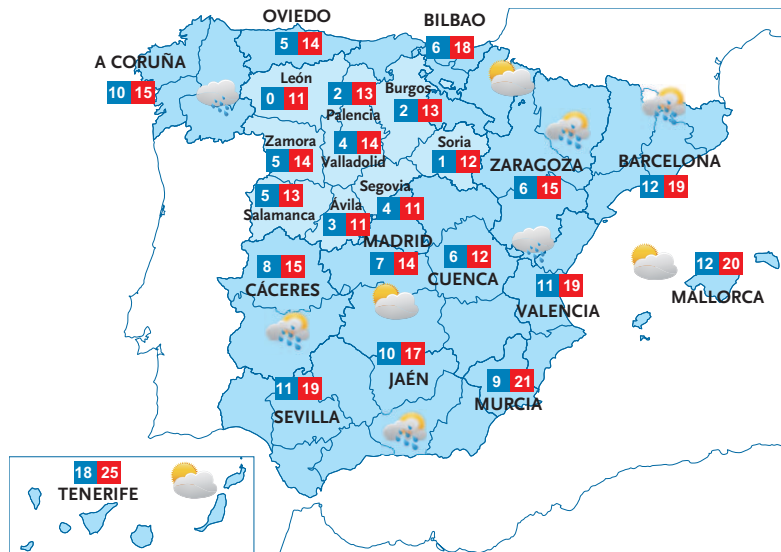 OVIEDO
5 14
BILBAO
6 18
A CORUÑA
10 15
León
0 11
2 13
Palencia
Burgos
2 13
Zamora
5 14
4 14
Valladolid
Soria
1 12
ZARAGOZA
6 15
BARCELONA
12 19
5 13
Salamanca
Segovia
4 11
Ávila
3 11
MADRID
7 14
6 12
CUENCA
8 15
CÁCERES
11 19
VALENCIA
12 20
MALLORCA
10 17
JAÉN
9 21
MURCIA
11 19
SEVILLA
18 25
TENERIFE